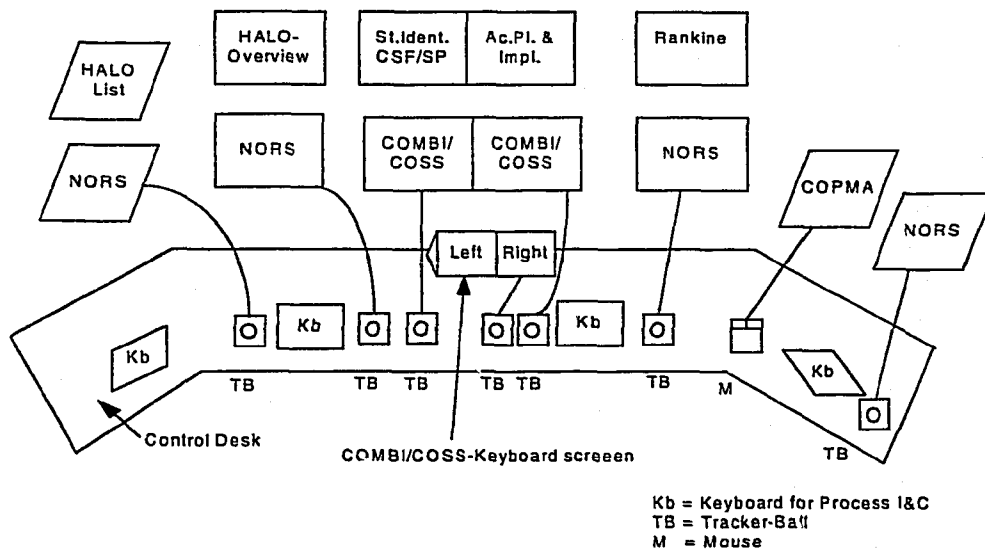 HALO-
Overview
St.Ident.
CSF/SP
Ac.Pl. &
Impl.
Rankine
HALO
List
NORS
NORS
COMBI/
COSS
COMBI/
COSS
NORS
COPMA
NORS
Left
Right
Kb
Kb
Kb
Kb
TB
TB
TB
TB
TB
TB
M
TB
Control Desk
COMBI/COSS-Keyboard screeen
Kb = Keyboard for Process I&C
TB = Tracker-Ball
M = Mouse